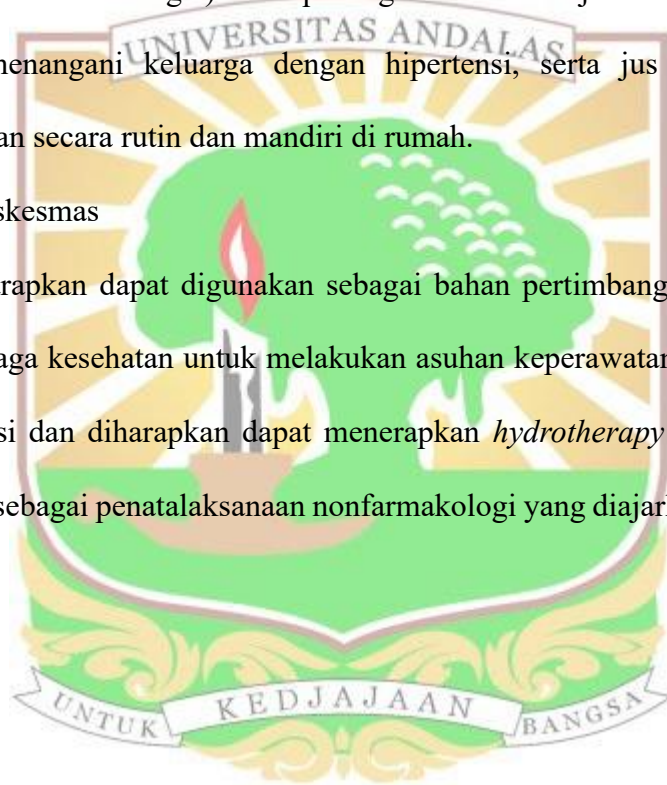 UNIVERSITAS ANDALAS
menangani keluarga dengan hipertensi, serta jus
an secara rutin dan mandiri di rumah.
skesmas
rapkan dapat digunakan sebagai bahan pertimbang
aga kesehatan untuk melakukan asuhan keperawatan
si dan diharapkan dapat menerapkan hydrotherapy
sebagai penatalaksanaan nonfarmakologi yang diajar
UNTUK KEDJAJAAN BANGSA